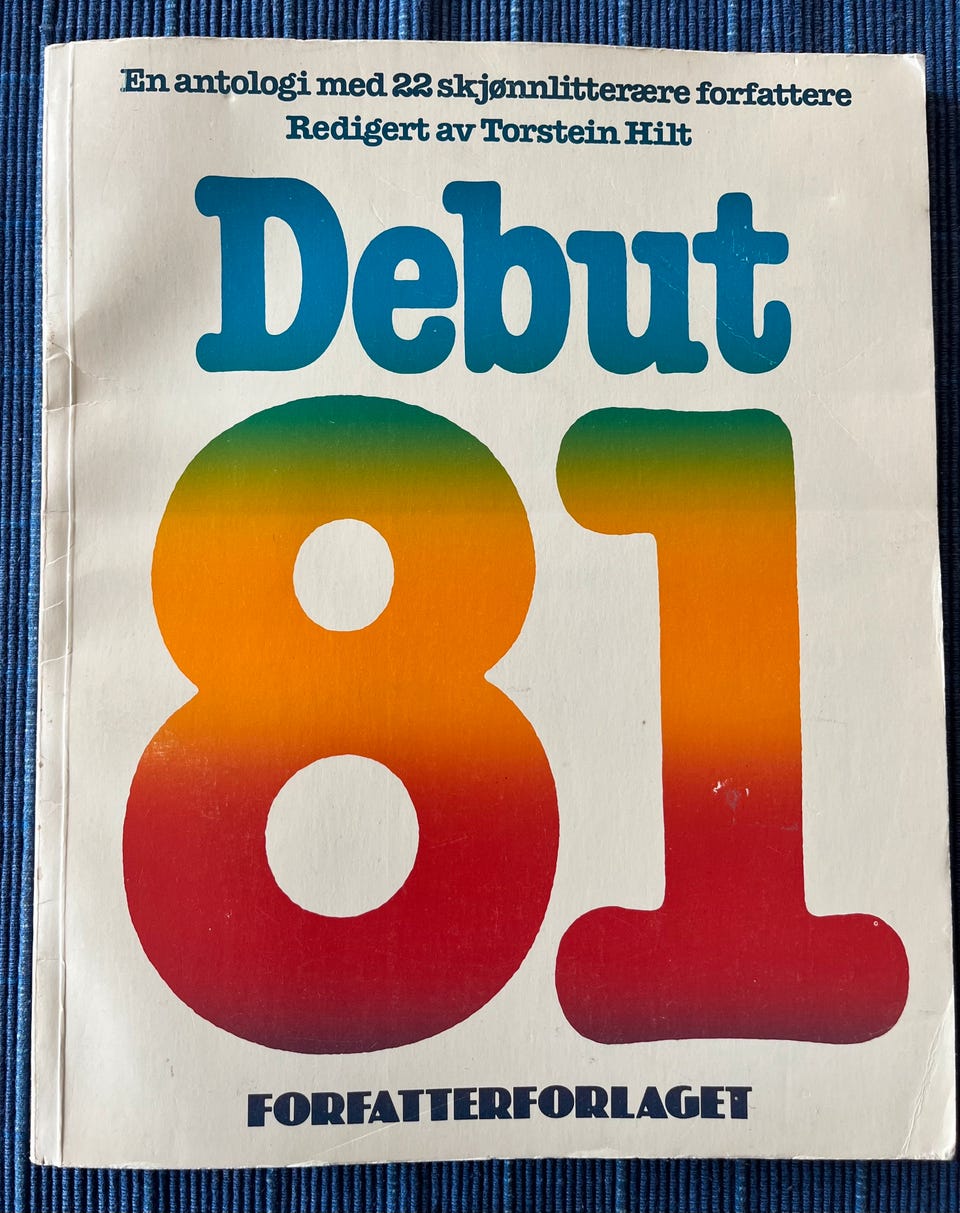 En antologi med 22 skjønnlitterære forfattere
Redigert av Torstein Hilt
Debut
81
FORFATTERFORLAGET